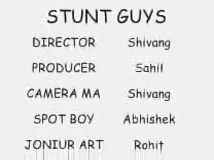 STUNT GUYS
DIRECTOR Shivang
PRODUCER Sahil
CAMERA MA Shivang
SPOT BOY Abhishek
JONIUR ART Rohit